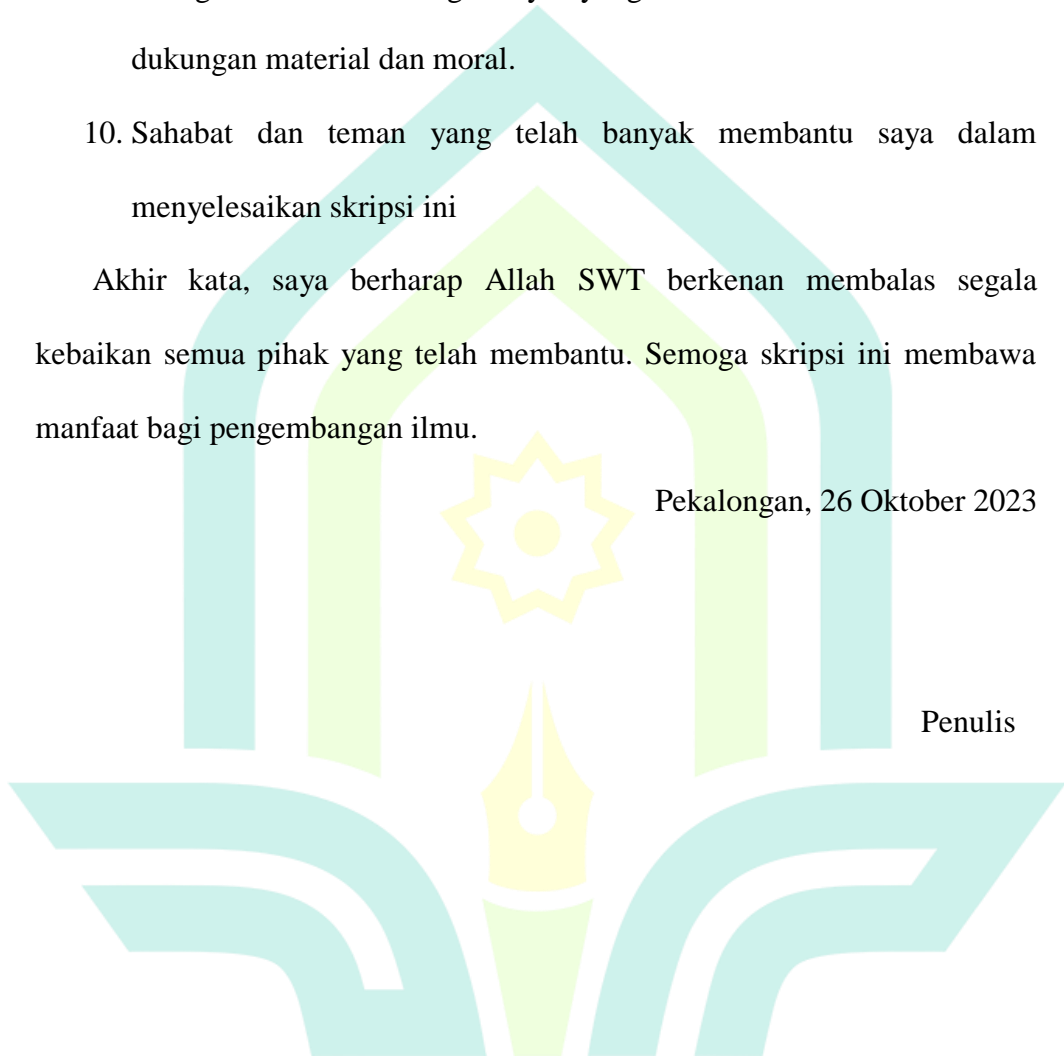 dukungan material dan moral.
10. Sahabat dan teman yang telah banyak membantu saya dalam
menyelesaikan skripsi ini
Akhir kata, saya berharap Allah SWT berkenan membalas segala
kebaikan semua pihak yang telah membantu. Semoga skripsi ini membawa
manfaat bagi pengembangan ilmu.
Pekalongan, 26 Oktober 2023
Penulis